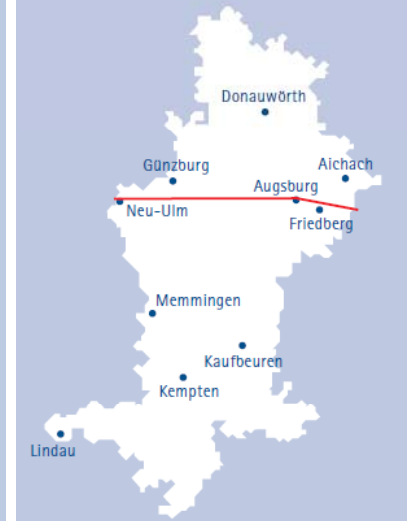 Donauwörth
Günzburg
Aichach
Augsburg
Neu-Ulm
Friedberg
Memmingen
Kaufbeuren
Kempten
Lindau